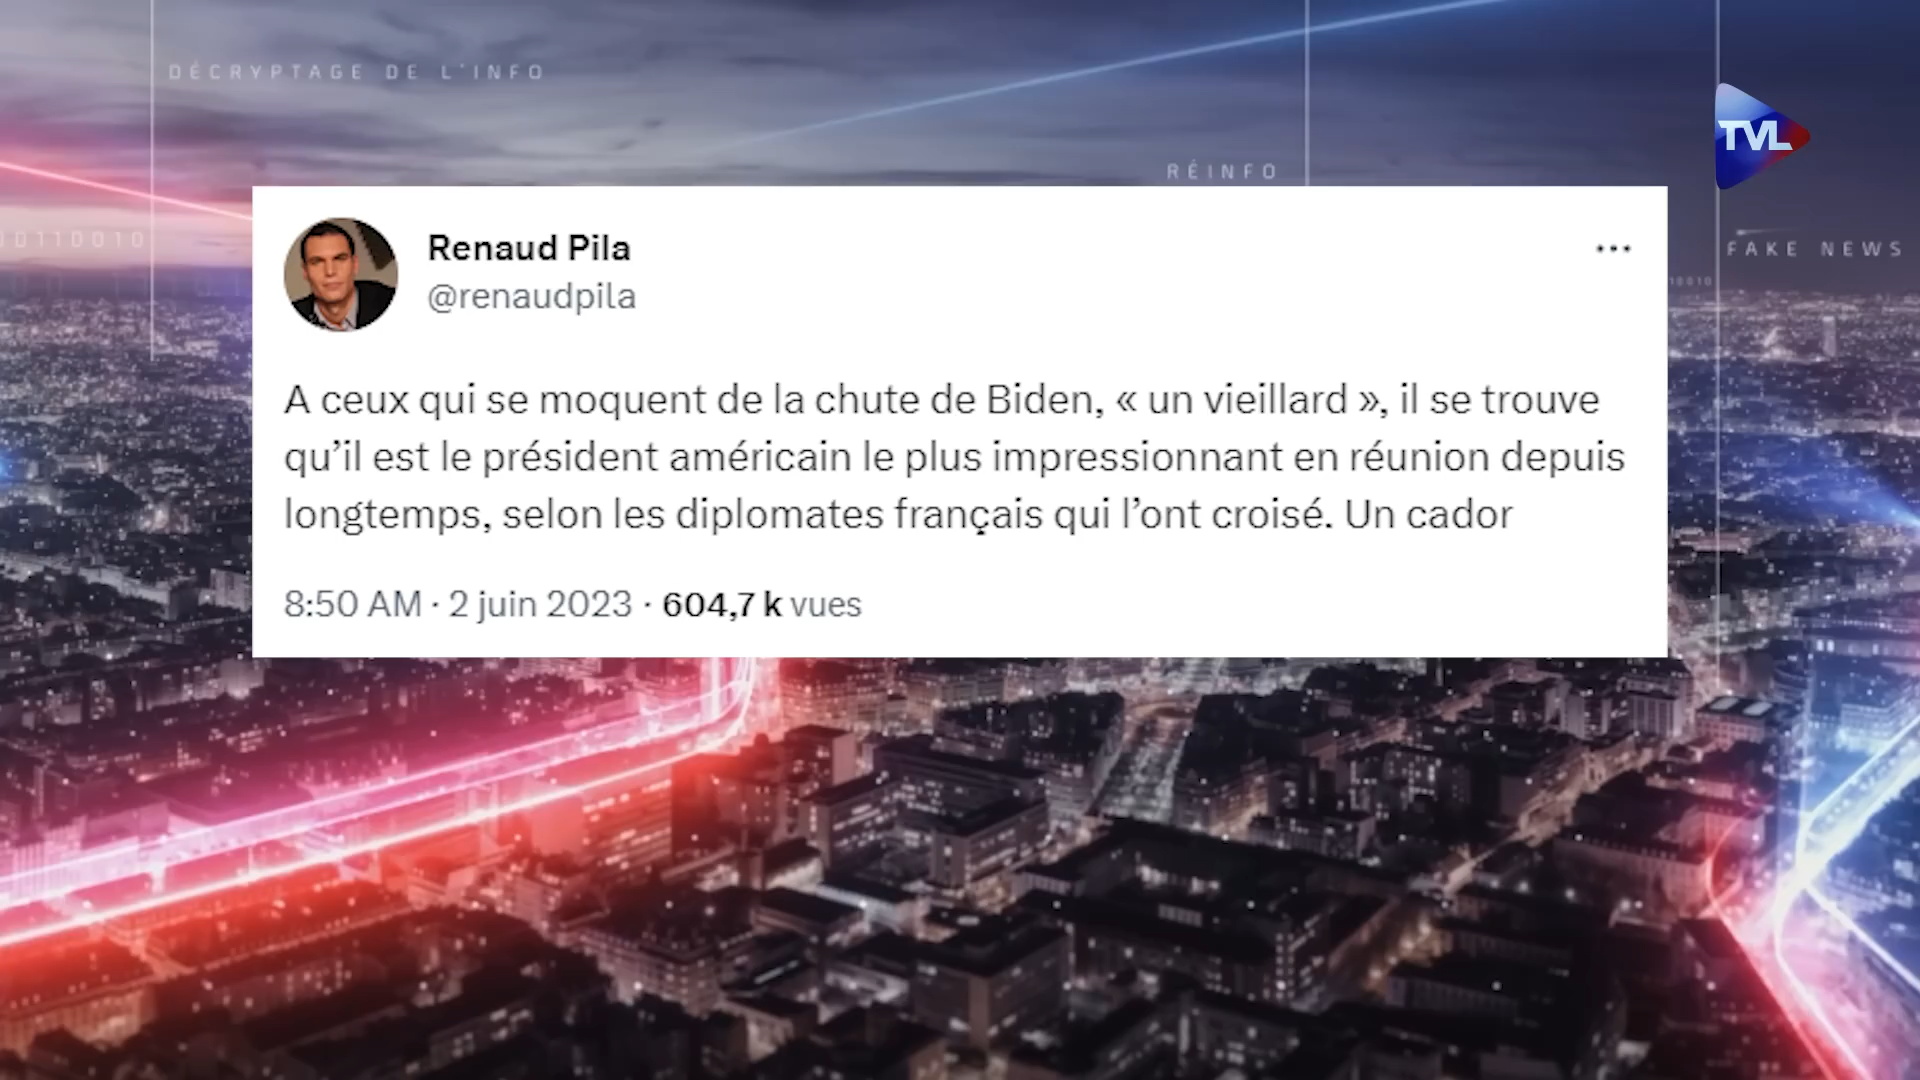 DÉCRYPTAGE DE L'INFO
TVL
RÉINFO
00110010
FAKE NEWS
Renaud Pila
@renaudpila
A ceux qui se moquent de la chute de Biden, « un vieillard », il se trouve
qu’il est le président américain le plus impressionnant en réunion depuis
longtemps, selon les diplomates français qui l’ont croisé. Un cador
8:50 AM · 2 juin 2023 · 604,7 k vues